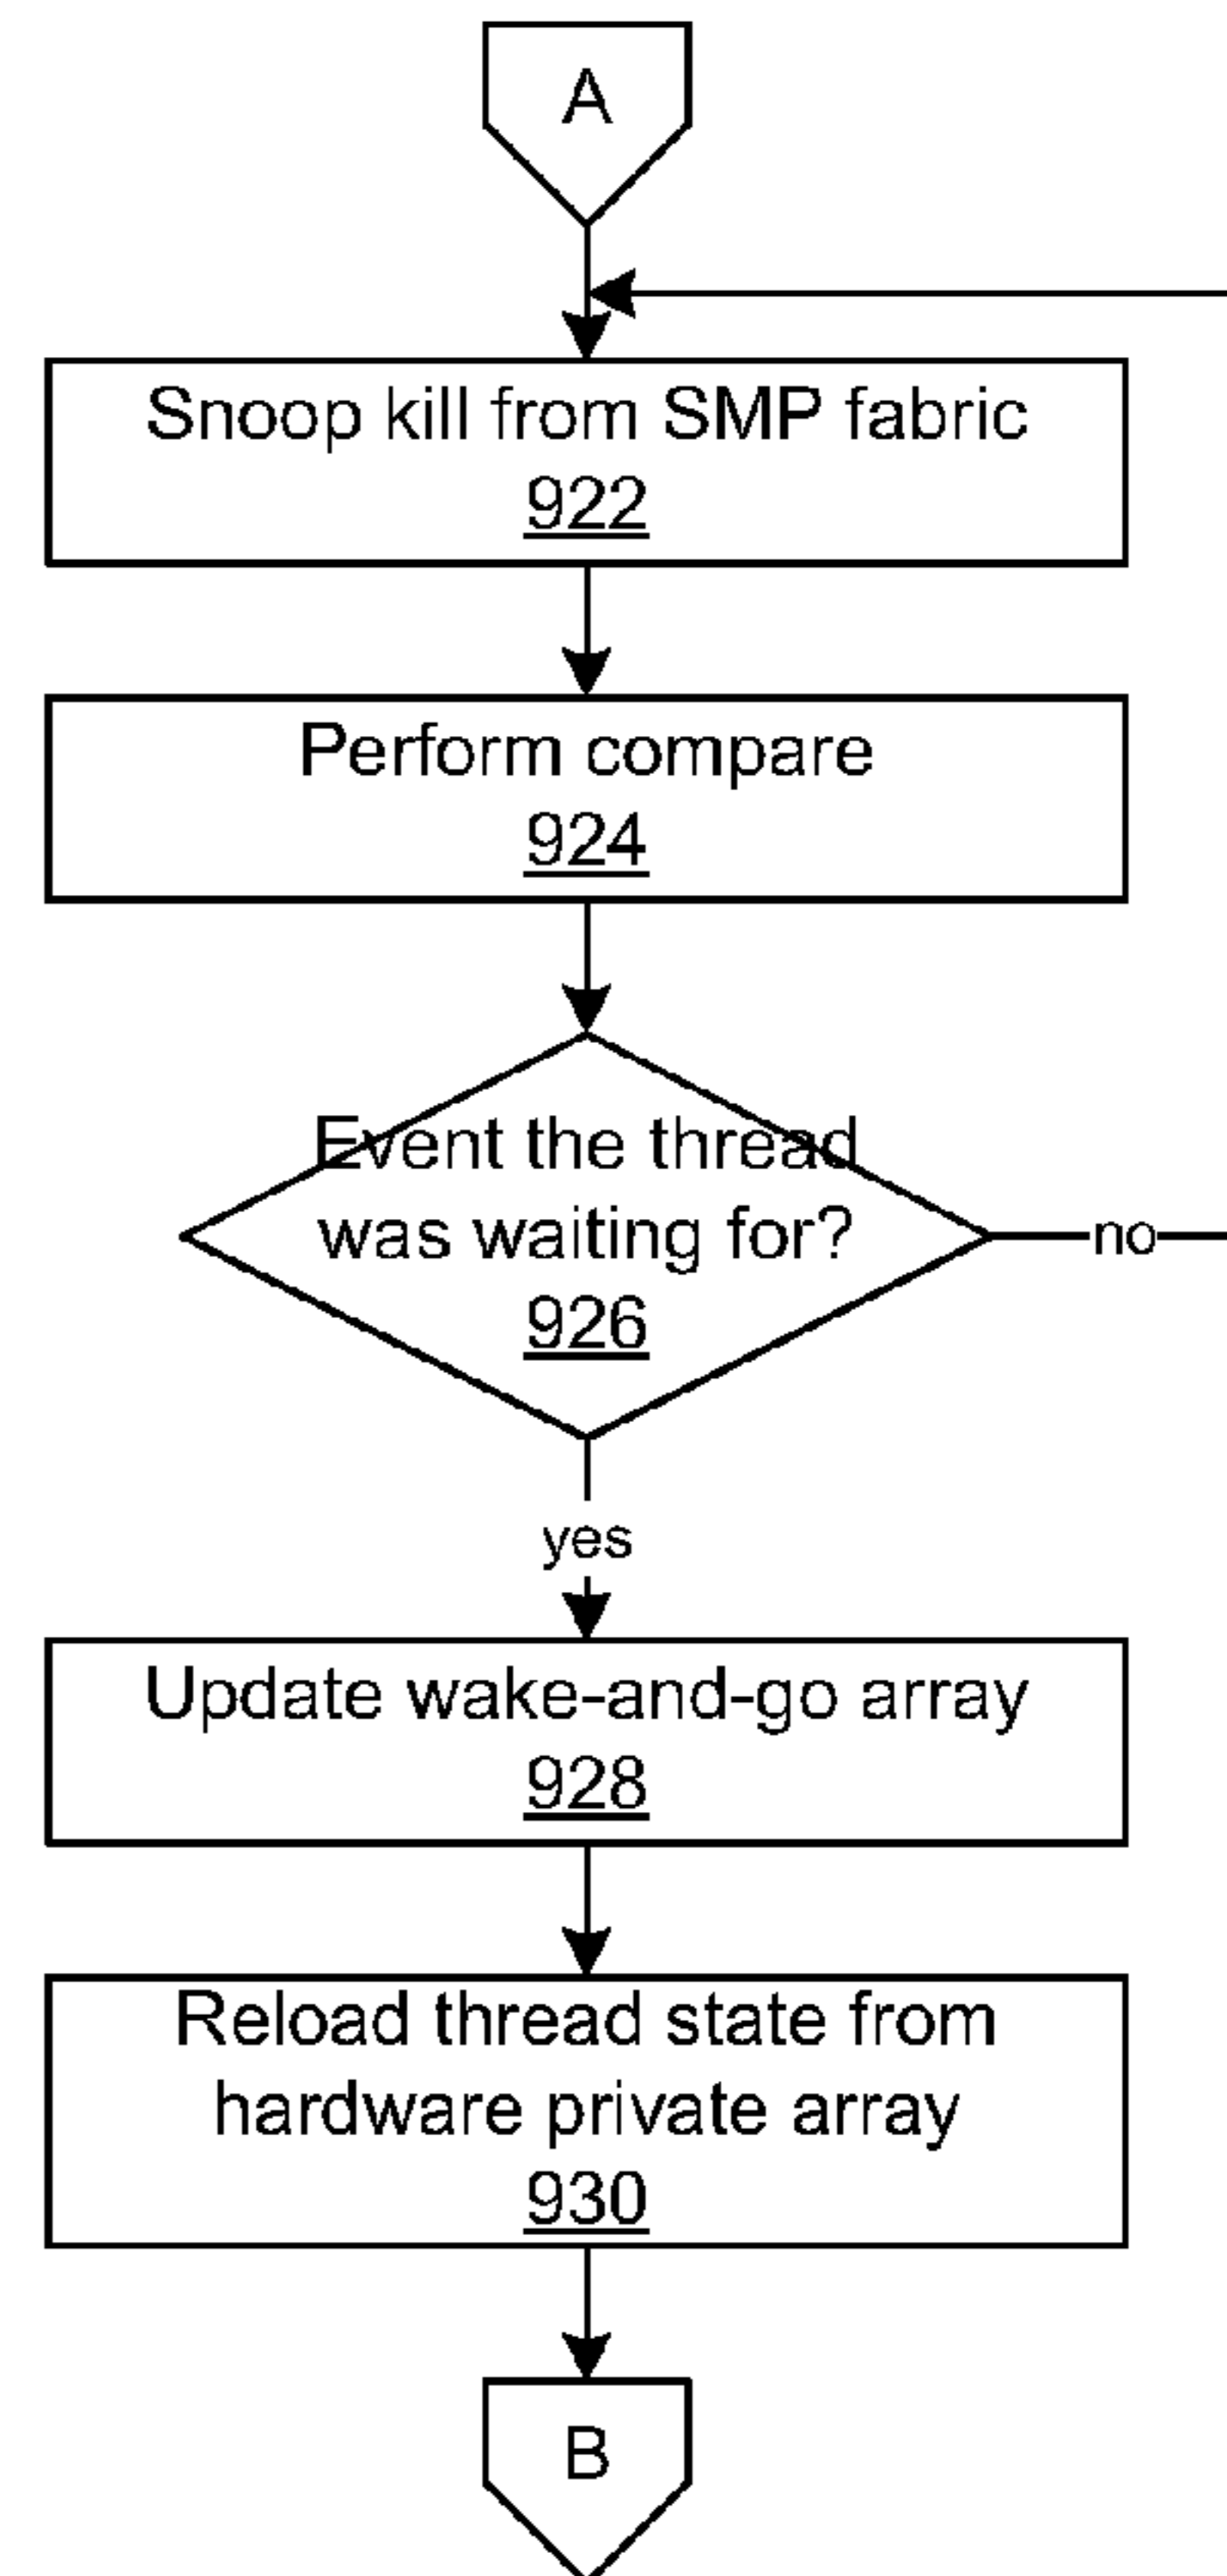 A
Snoop kill from SMP fabric
922
Perform compare
924
Event the thread
was waiting for?
926
no
yes
Update wake-and-go array
928
Reload thread state from
hardware private array
930
B